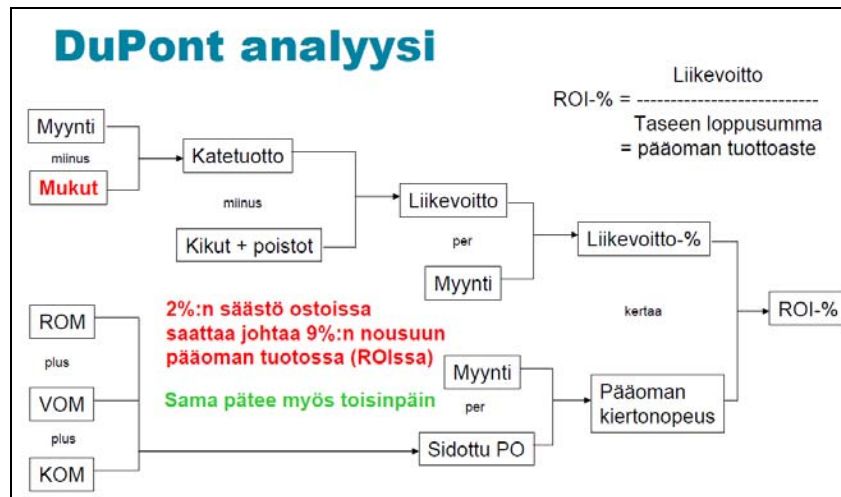 DuPont analyysi
Liikevoitto
ROI-% = ---------------------------
Taseen loppusumma
= pääoman tuottoaste
Myynti
miinus
Mukut
Katetuotto
miinus
Kikut + poistot
Liikevoitto
per
Myynti
Liikevoitto-%
kertaa
ROI-%
2%:n säästö ostoissa
saattaa johtaa 9%:n nousuun
pääoman tuotossa (ROIssa)
Sama pätee myös toisinpäin
ROM
plus
VOM
plus
KOM
Myynti
per
Sidottu PO
Pääoman
kiertonopeus